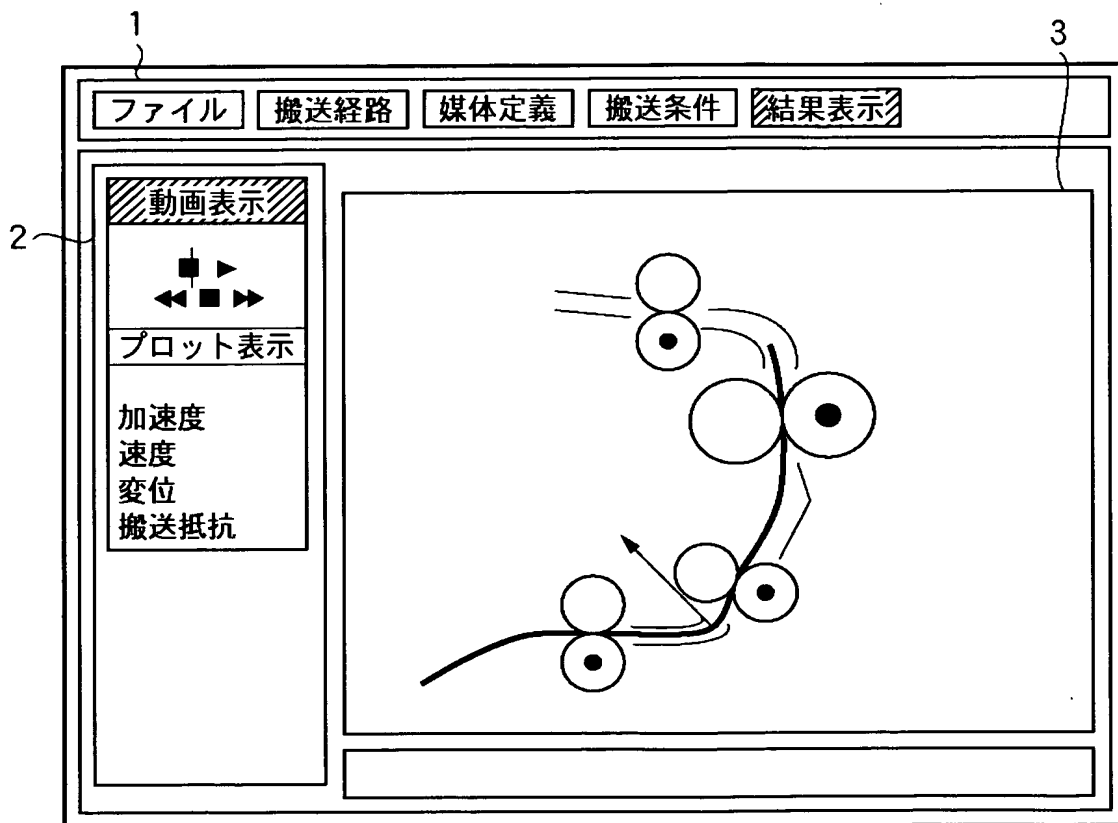 1
3
ファイル 搬送経路 媒体定義 搬送条件 結果表示
2
動画表示
プロット表示
加速度
速度
変位
搬送抵抗